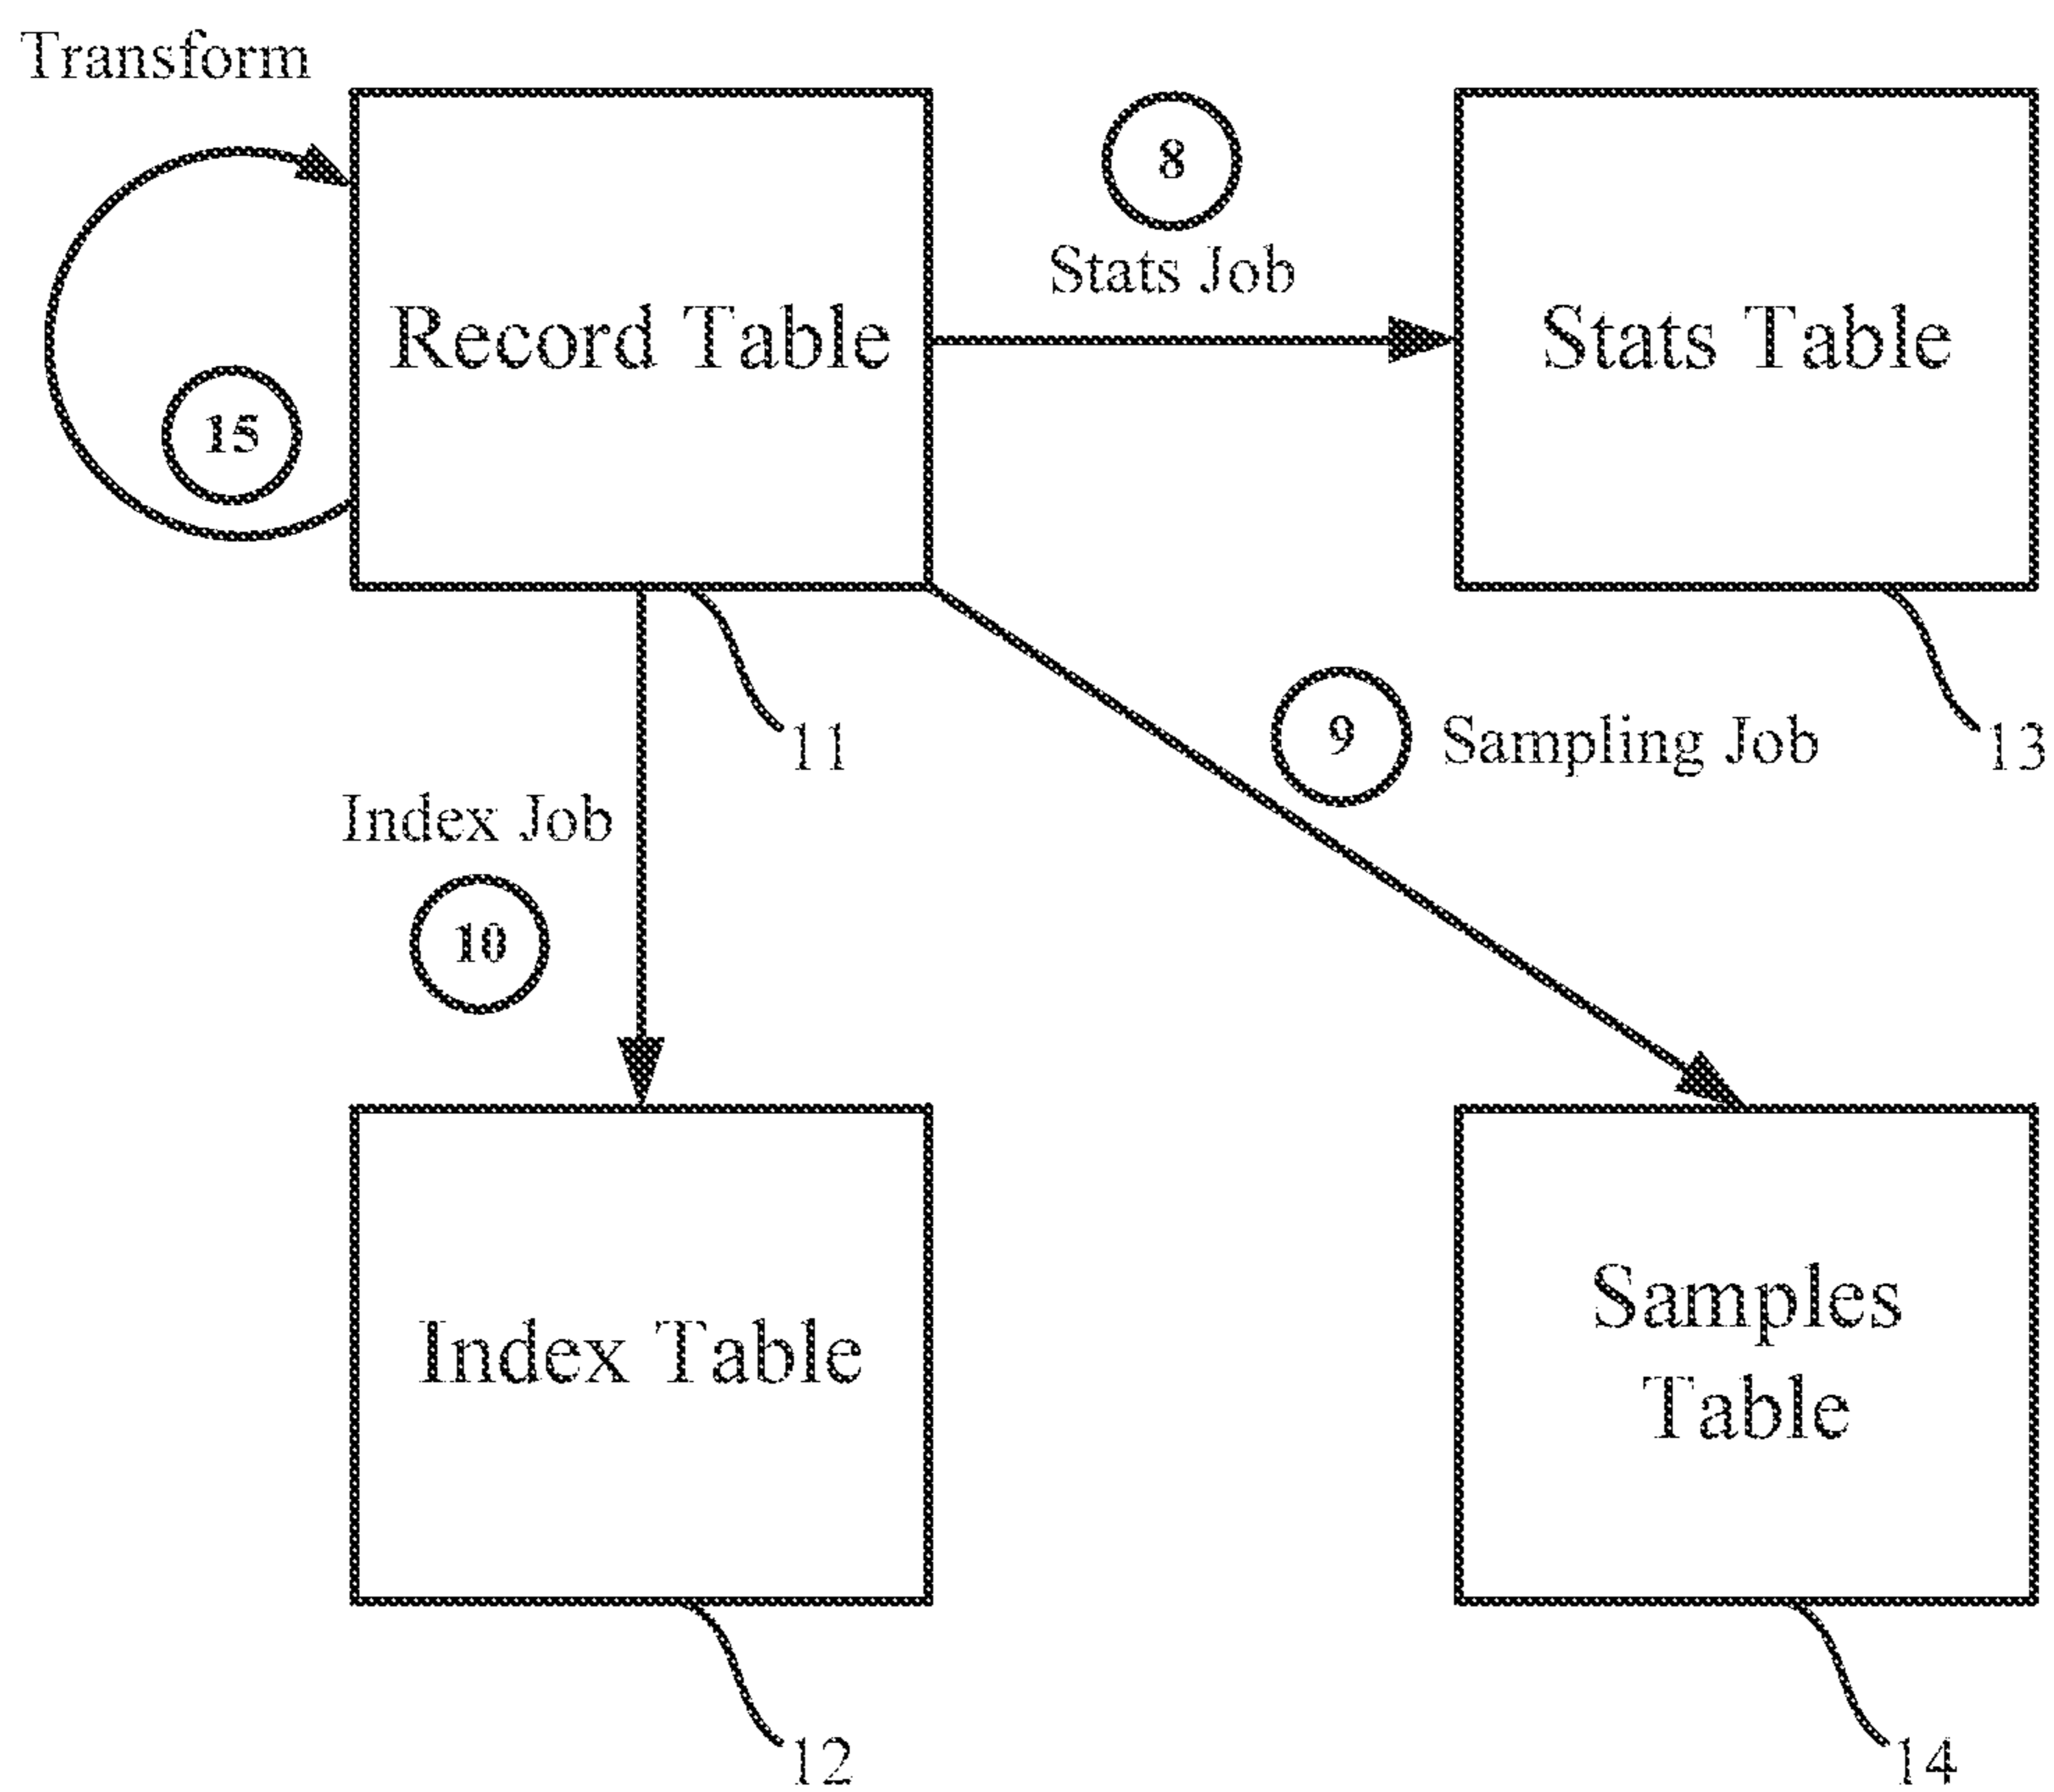 Transform
8
Stats Job
Record Table
Stats Table
15
11
9
Sampling Job
13
Index Job
10
Samples
Table
Index Table
12
14